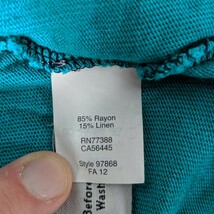 85% Rayon
15% Linen
RN77388
CA56445
Style 97868
FA 12
Before
Wash